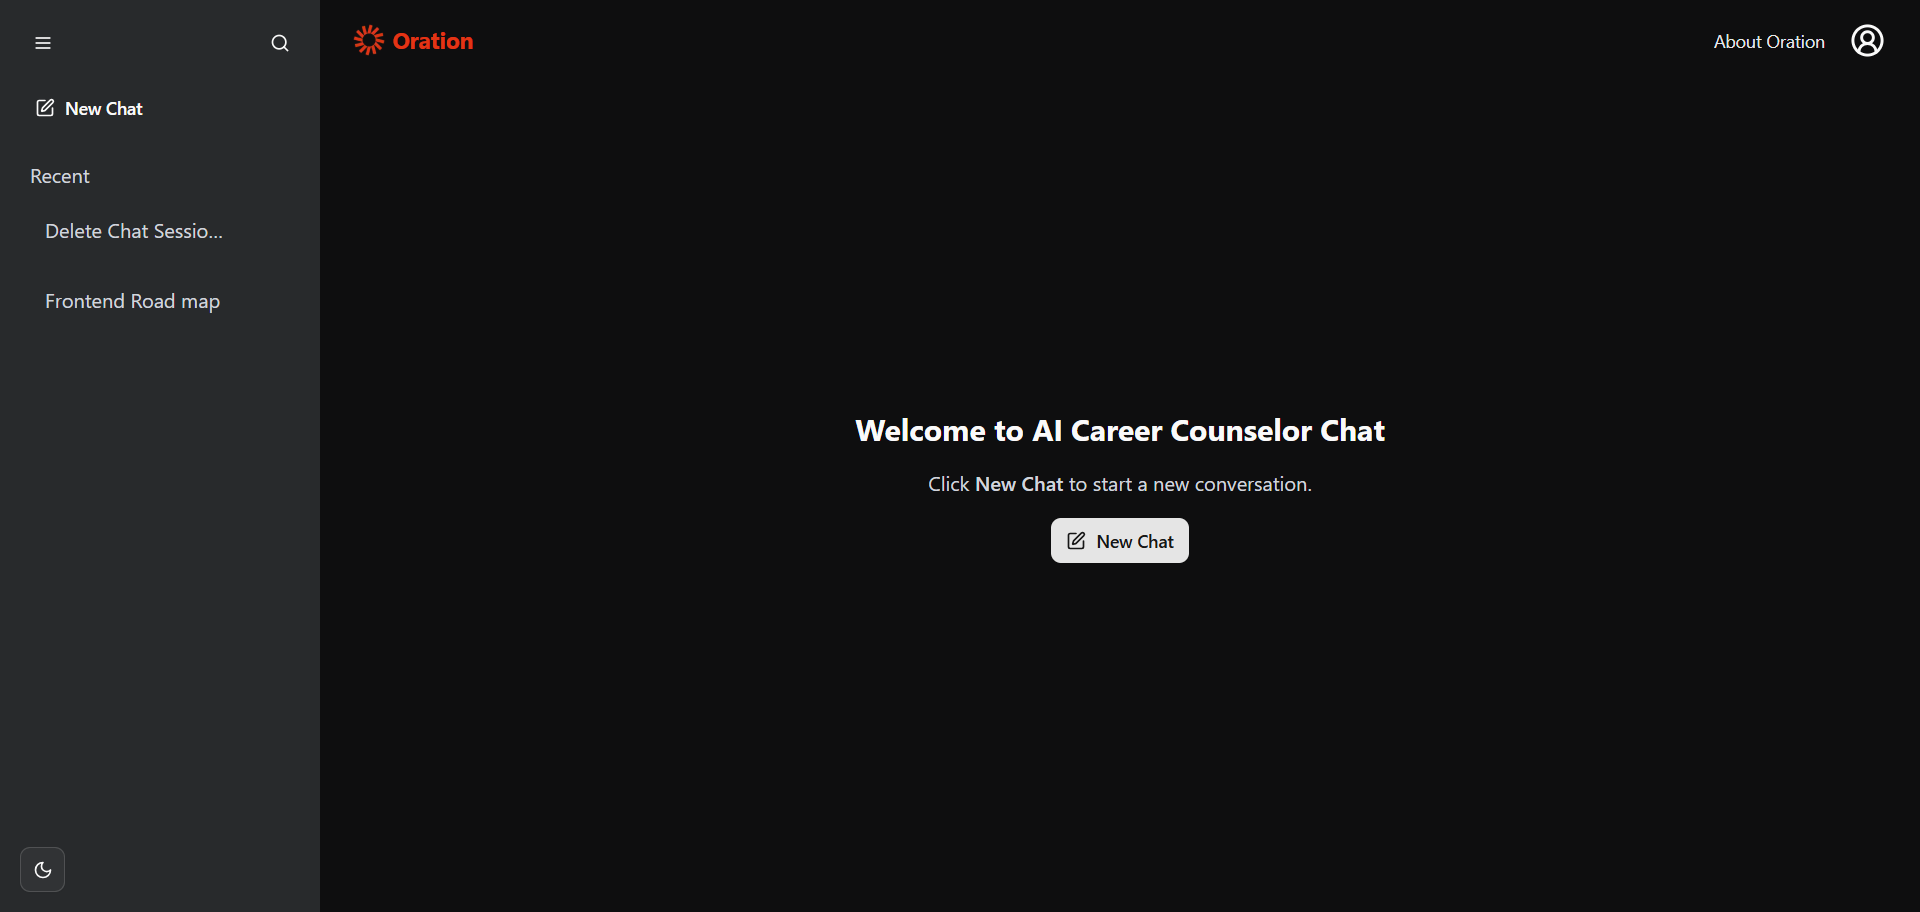 Oration
About Oration
New Chat
Recent
Delete Chat Sessio...
Frontend Road map
Welcome to AI Career Counselor Chat
Click New Chat to start a new conversation.
New Chat